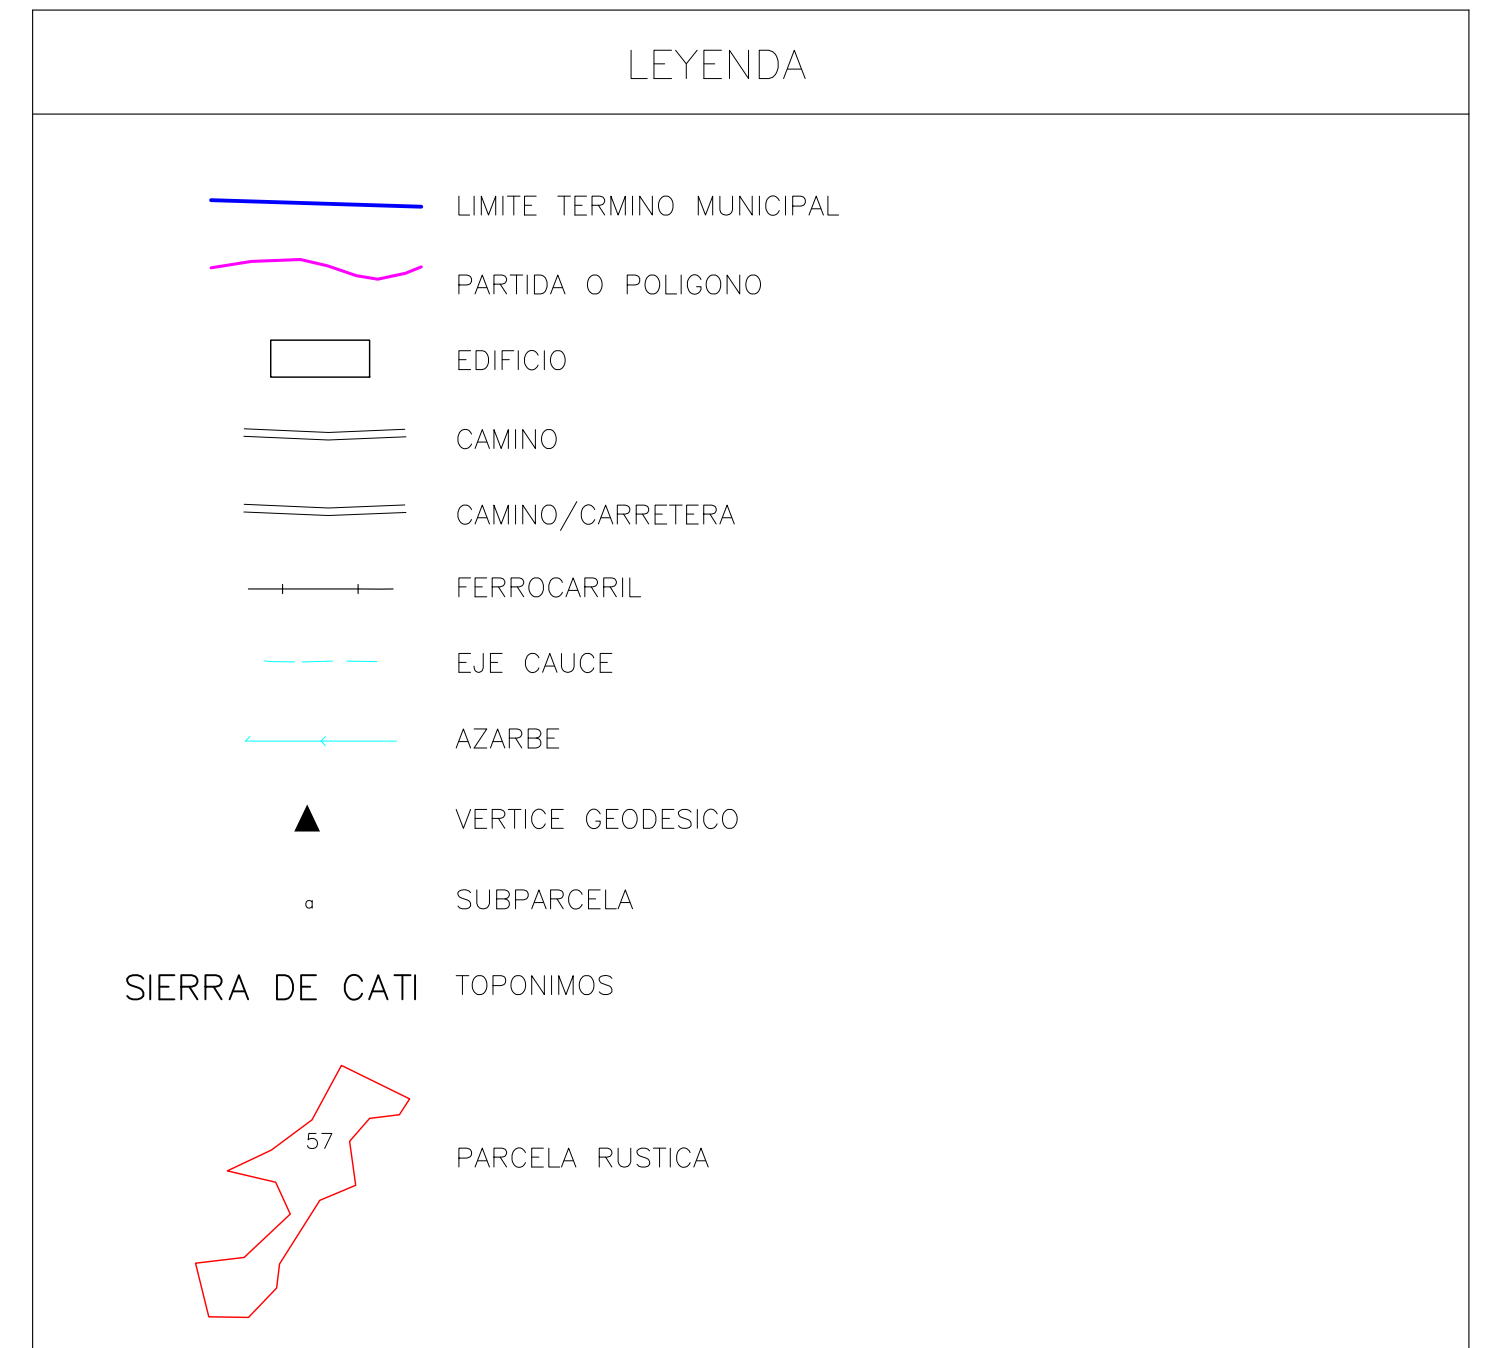 LEYENDA
LIMITE TERMINO MUNICIPAL
PARTIDA O POLIGONO
EDIFICIO
CAMINO
CAMINO/CARRETERA
FERROCARRIL
EJE CAUCE
AZARBE
VERTICE GEODESICO
a SUBPARCELA
SIERRA DE CATI TOPONIMOS
57
PARCELA RUSTICA